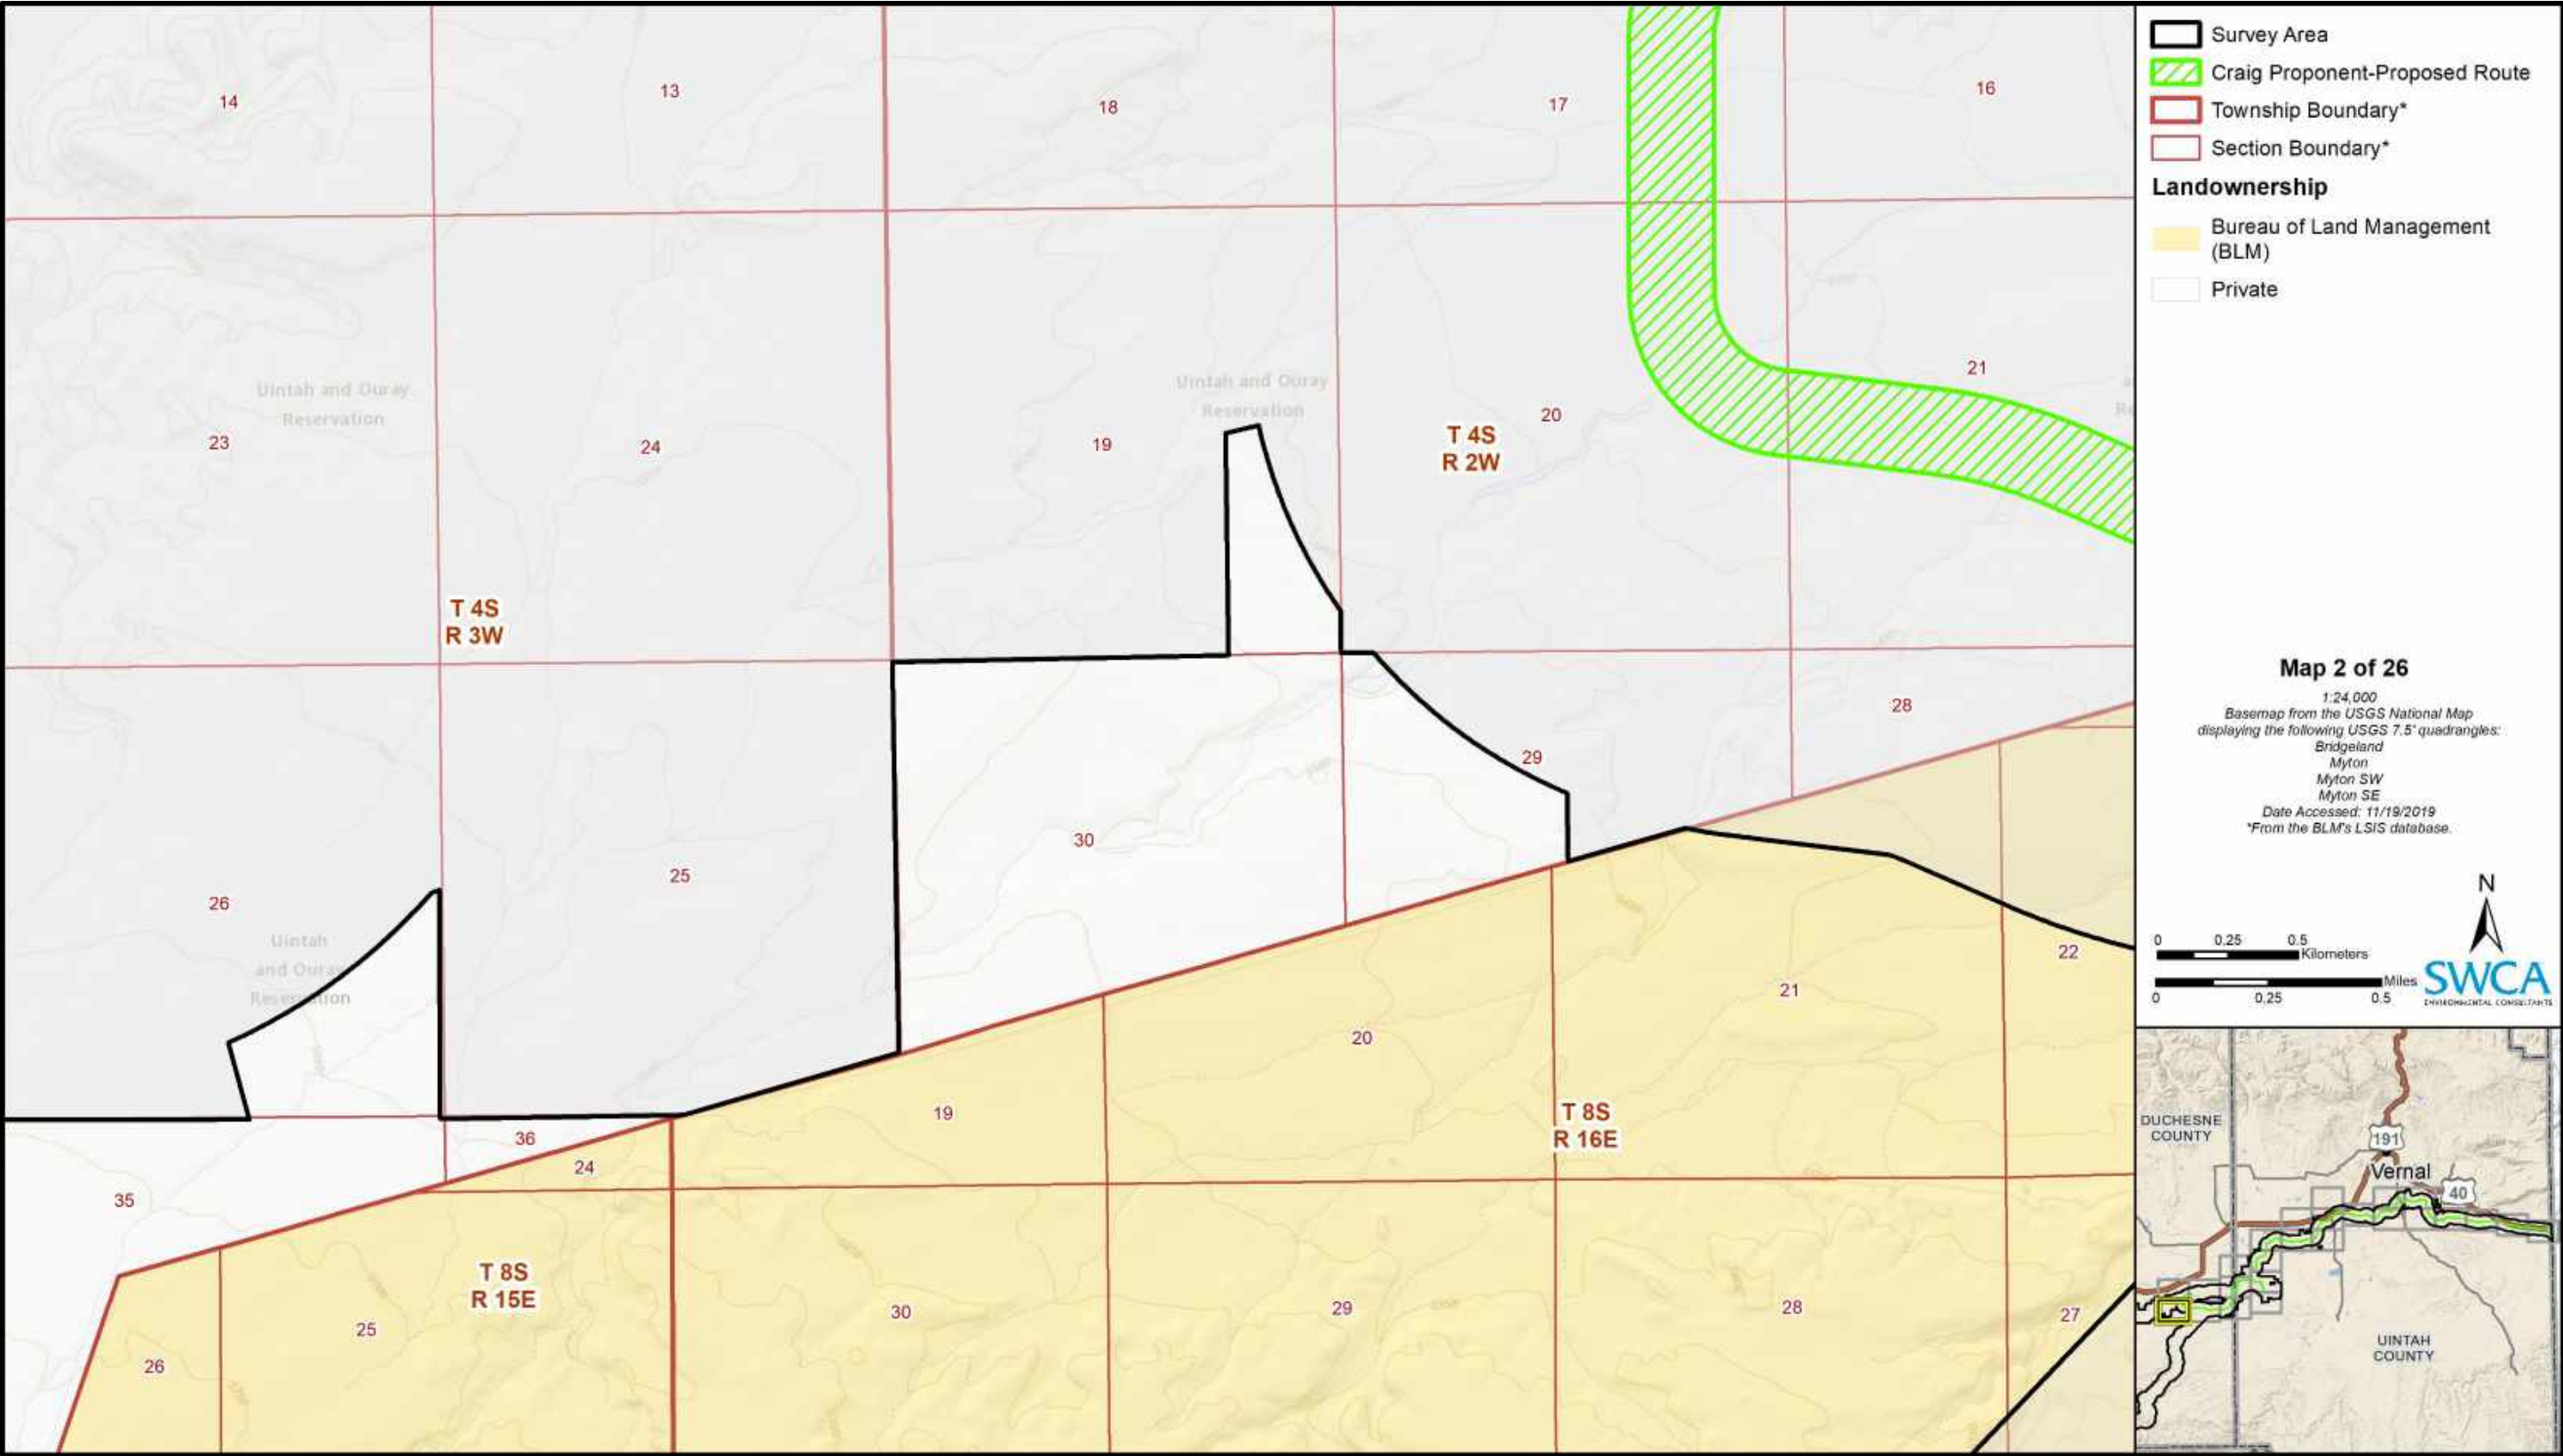 14
13
18
17
16
Uintah and Ouray
Reservation
23
24
19
Uintah and Ouray
Reservation
20
21
T 4S
R 2W
T 4S
R 3W
26
25
30
29
28
Uintah
and Ouray
Reservation
35
36
24
19
20
21
22
T 8S
R 16E
T 8S
R 15E
26
25
30
29
28
27
Survey Area
Craig Proponent-Proposed Route
Township Boundary*
Section Boundary*
Landownership
Bureau of Land Management
(BLM)
Private
Map 2 of 26
1:24,000
Basemap from the USGS National Map
displaying the following USGS 7.5' quadrangles:
Bridgeland
Myton
Myton SW
Myton SE
Date Accessed: 11/19/2019
*From the BLM's LSIS database.
N
0 0.25 0.5
Kilometers
Miles
0 0.25 0.5
SWCA
ENVIRONMENTAL CONSULTANTS
DUCHESNE
COUNTY
191
Vernal
40
UINTAH
COUNTY